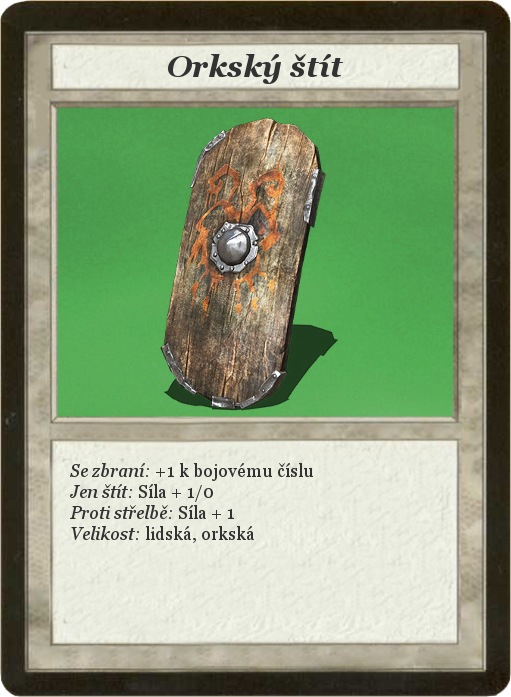 Orkský štít
Se zbraní: +1 k bojovému číslu
Jen štít: Síla + 1/0
Proti střelbě: Síla + 1
Velikost: lidská, orkská